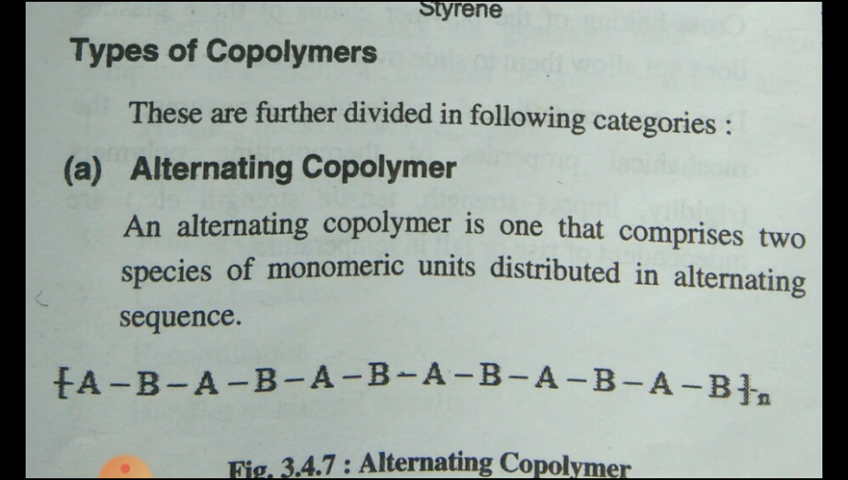 Styrene
Types of Copolymers
These are further divided in following categories :
(a) Alternating Copolymer
An alternating copolymer is one that comprises two
species of monomeric units distributed in alternating
sequence.
[A – B – A – B – A – B – A – B – A – B – A – B]n
Fig. 3.4.7 : Alternating Copolymer